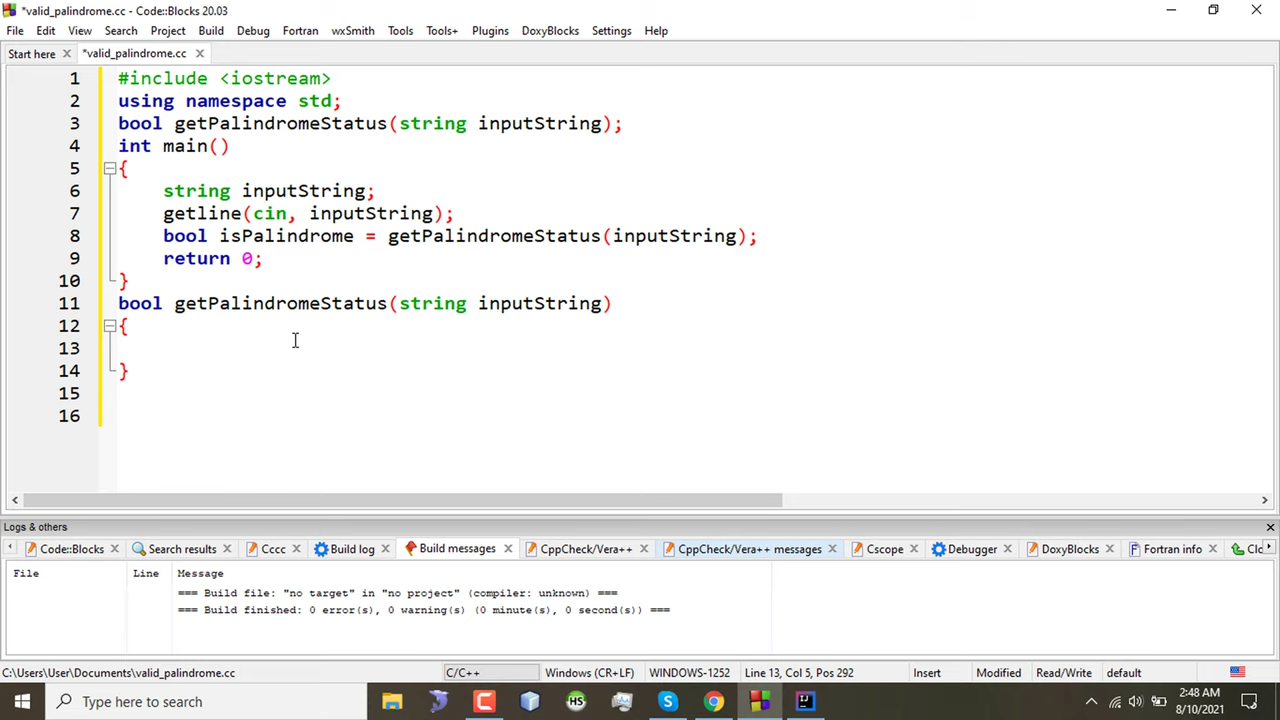 *valid_palindrome.cc - Code::Blocks 20.03
File Edit View Search Project Build Debug Fortran wxSmith Tools Tools+ Plugins DoxyBlocks Settings Help
Start here *valid_palindrome.cc
1 #include <iostream>
2 using namespace std;
3 bool getPalindromeStatus(string inputString);
4 int main()
5 {
6 string inputString;
7 getline(cin, inputString);
8 bool isPalindrome = getPalindromeStatus(inputString);
9 return 0;
10 }
11 bool getPalindromeStatus(string inputString)
12 {
13
14 }
15
16
Logs & others
Code::Blocks Search results Cccc Build log Build messages CppCheck/Vera++ CppCheck/Vera++ messages Cscope Debugger DoxyBlocks Fortran info Clo
File Line Message
=== Build file: "no target" in "no project" (compiler: unknown) ===
=== Build finished: 0 error(s), 0 warning(s) (0 minute(s), 0 second(s)) ===
C:\Users\User\Documents\valid_palindrome.cc C/C++ Windows (CR+LF) WINDOWS-1252 Line 13, Col 5, Pos 292 Insert Modified Read/Write default
Type here to search
HS
S
2:48 AM
8/10/2021